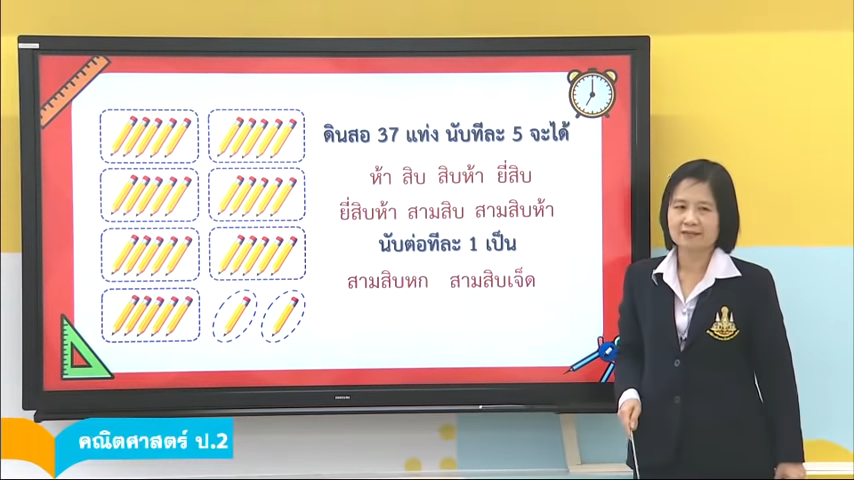 ดินสอ 37 แท่ง นับทีละ 5 จะได้
ห้า สิบ สิบห้า ยี่สิบ
ยี่สิบห้า สามสิบ สามสิบห้า
นับต่อทีละ 1 เป็น
สามสิบหก สามสิบเจ็ด
คณิตศาสตร์ ป.2